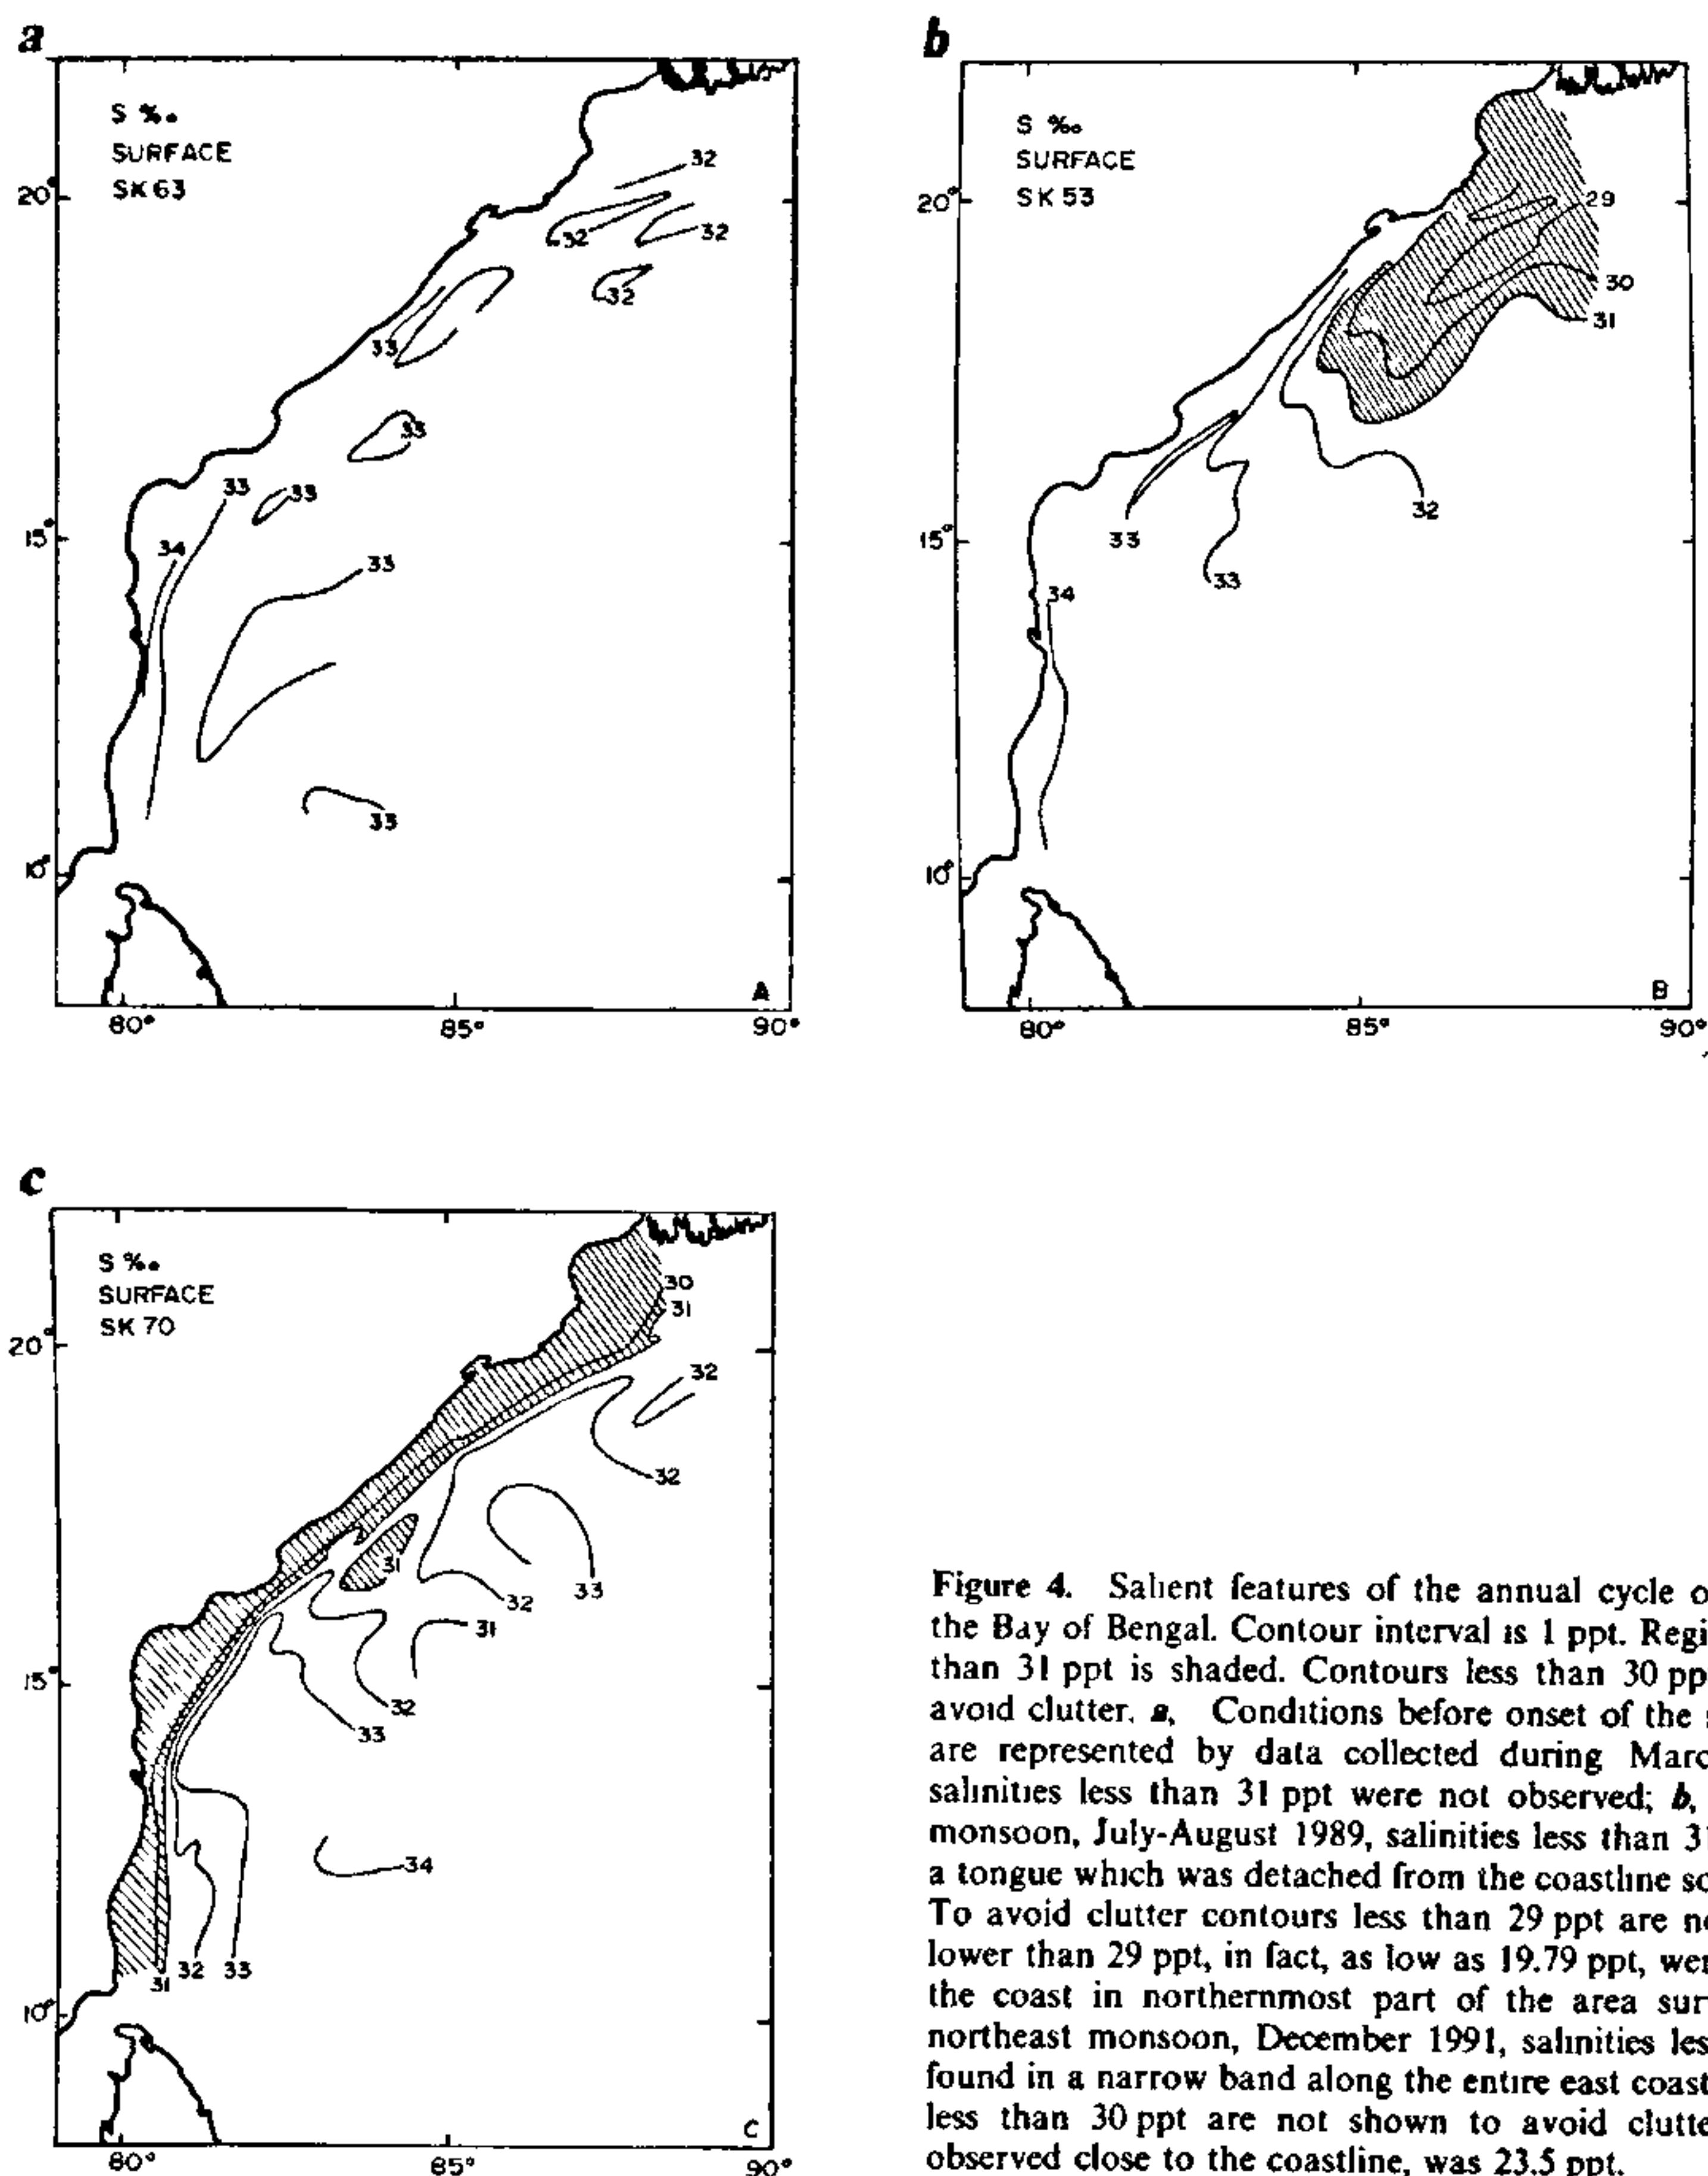 a
S ‰
SURFACE
SK 63
20°
15°
10°
80°
85°
90°
32
32
32
32
33
33
33
33
34
33
33
A
b
S ‰
SURFACE
SK 53
20°
15°
10°
80°
85°
90°
29
30
31
32
33
33
34
B
c
S ‰
SURFACE
SK 70
20°
15°
10°
80°
85°
90°
30
31
32
32
31
33
32
31
32
33
34
31
32
33
C
Figure 4. Salient features of the annual cycle o
the Bay of Bengal. Contour interval is 1 ppt. Regi
than 31 ppt is shaded. Contours less than 30 pp
avoid clutter. a, Conditions before onset of the
are represented by data collected during Marc
salinities less than 31 ppt were not observed; b,
monsoon, July-August 1989, salinities less than 3
a tongue which was detached from the coastline so
To avoid clutter contours less than 29 ppt are n
lower than 29 ppt, in fact, as low as 19.79 ppt, wer
the coast in northernmost part of the area sur
northeast monsoon, December 1991, salinities les
found in a narrow band along the entire east coast
less than 30 ppt are not shown to avoid clutte
observed close to the coastline, was 23.5 ppt.